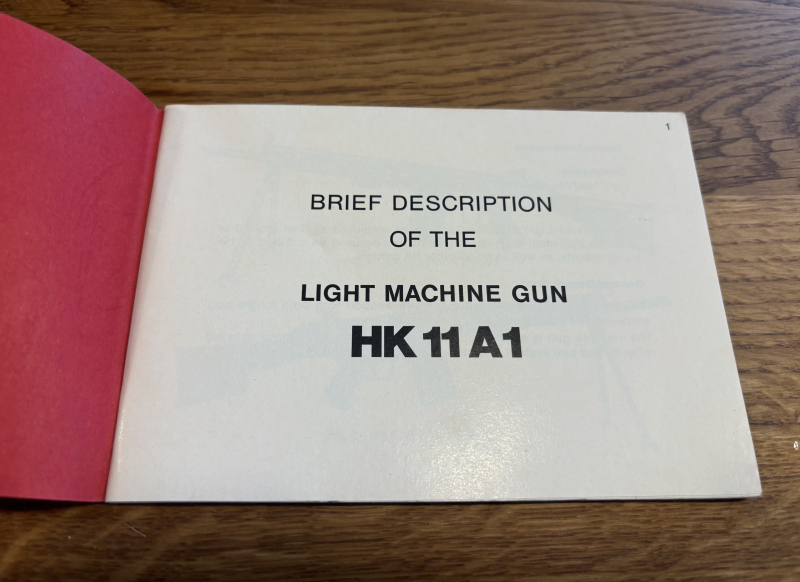 1
BRIEF DESCRIPTION
OF THE
LIGHT MACHINE GUN
HK 11 A1